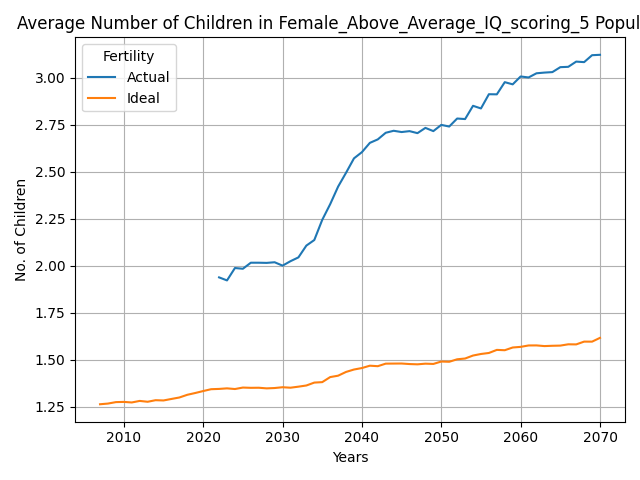 Average Number of Children in Female_Above_Average_IQ_scoring_5 Popul
Fertility
Actual
Ideal
No. of Children
3.00
2.75
2.50
2.25
2.00
1.75
1.50
1.25
2010 2020 2030 2040 2050 2060 2070
Years